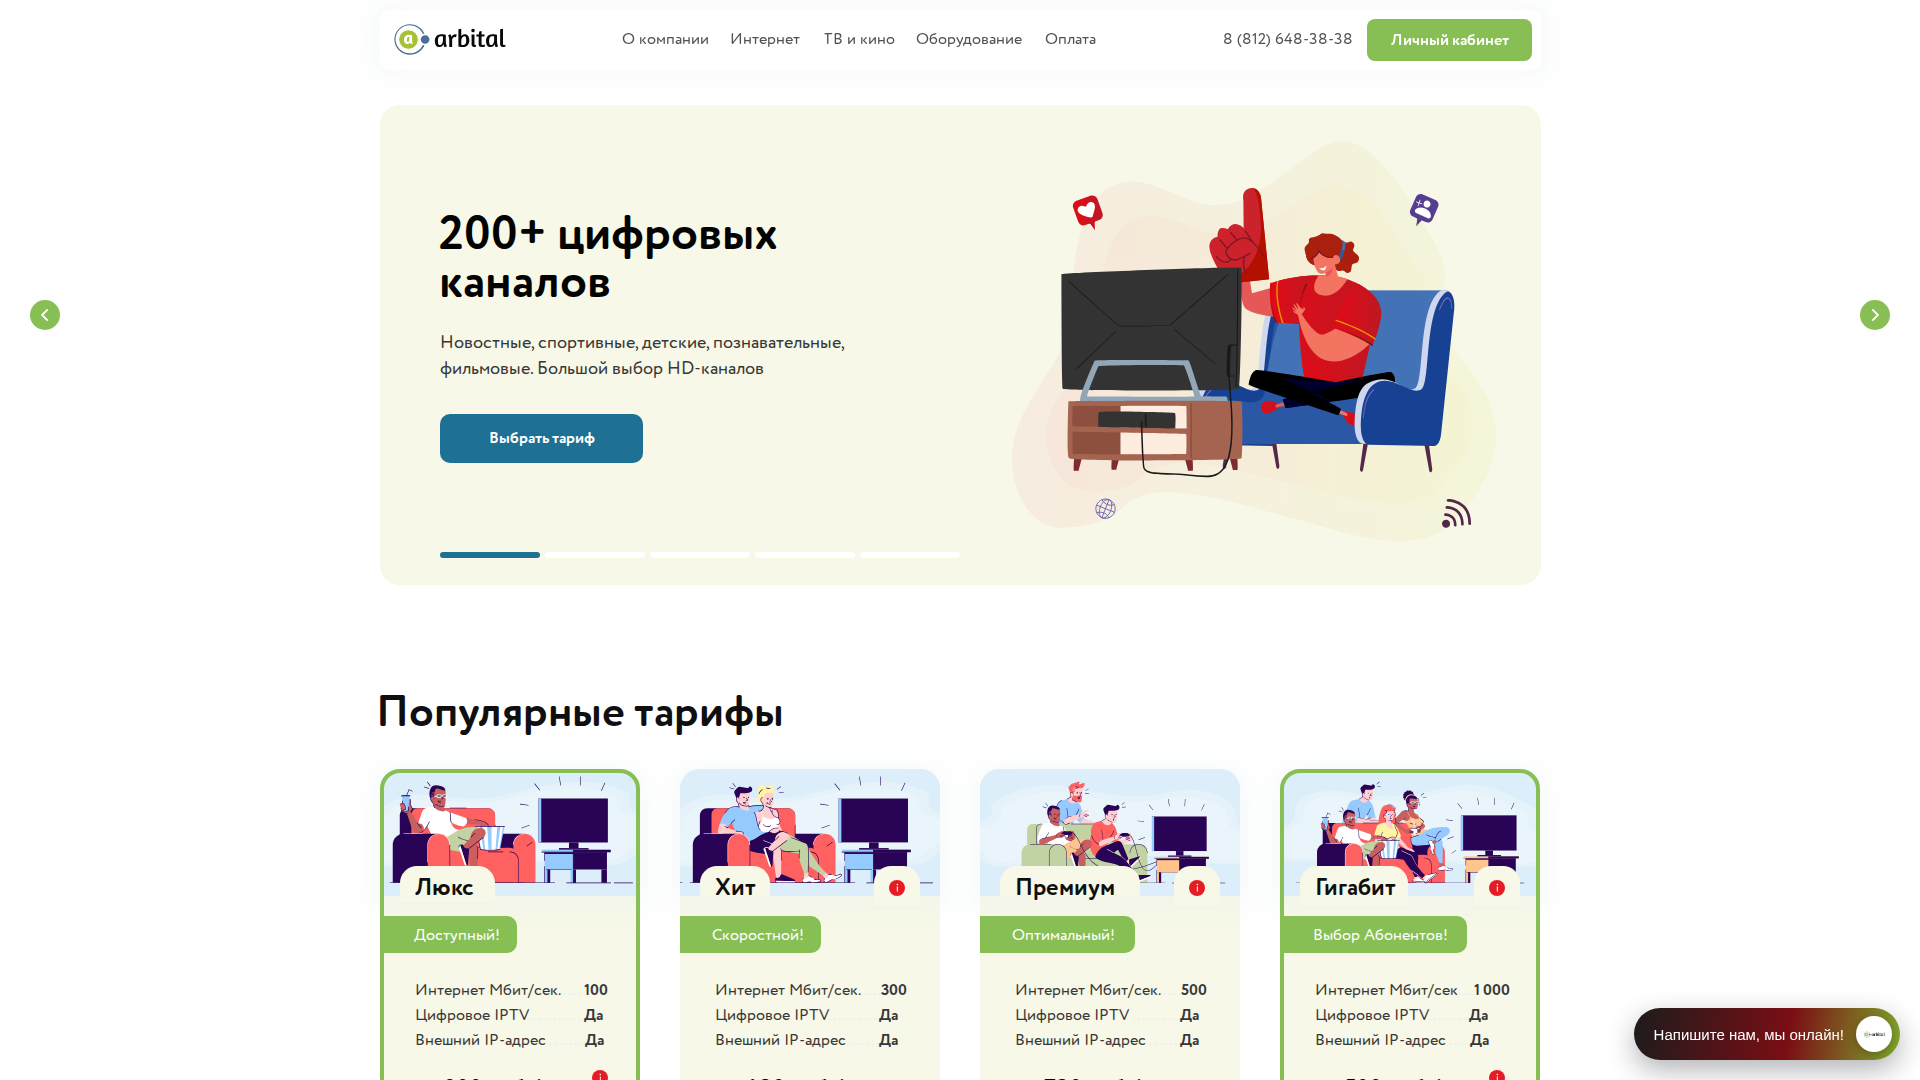 arbital
О компании
Интернет
ТВ и кино
Оборудование
Оплата
8 (812) 648-38-38
Личный кабинет
200+ цифровых
каналов
Новостные, спортивные, детские, познавательные,
фильмовые. Большой выбор HD-каналов
Выбрать тариф
Популярные тарифы
Люкс
Доступный!
Интернет Мбит/сек. 100
Цифровое IPTV Да
Внешний IP-адрес Да
Хит
Скоростной!
Интернет Мбит/сек. 300
Цифровое IPTV Да
Внешний IP-адрес Да
Премиум
Оптимальный!
Интернет Мбит/сек. 500
Цифровое IPTV Да
Внешний IP-адрес Да
Гигабит
Выбор Абонентов!
Интернет Мбит/сек 1 000
Цифровое IPTV Да
Внешний IP-адрес Да
Напишите нам, мы онлайн!